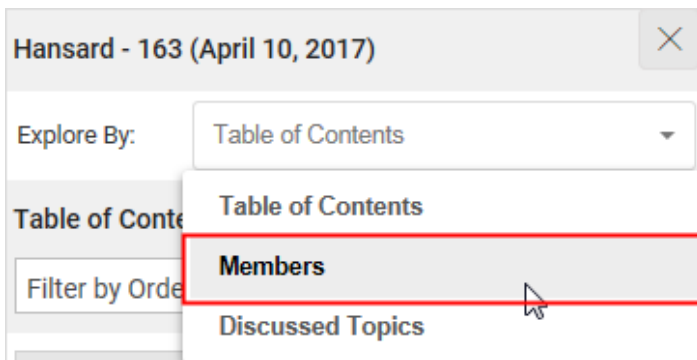 Hansard - 163 (April 10, 2017)
Explore By: Table of Contents
Table of Contents
Table of Conte
Members
Filter by Orde
Discussed Topics